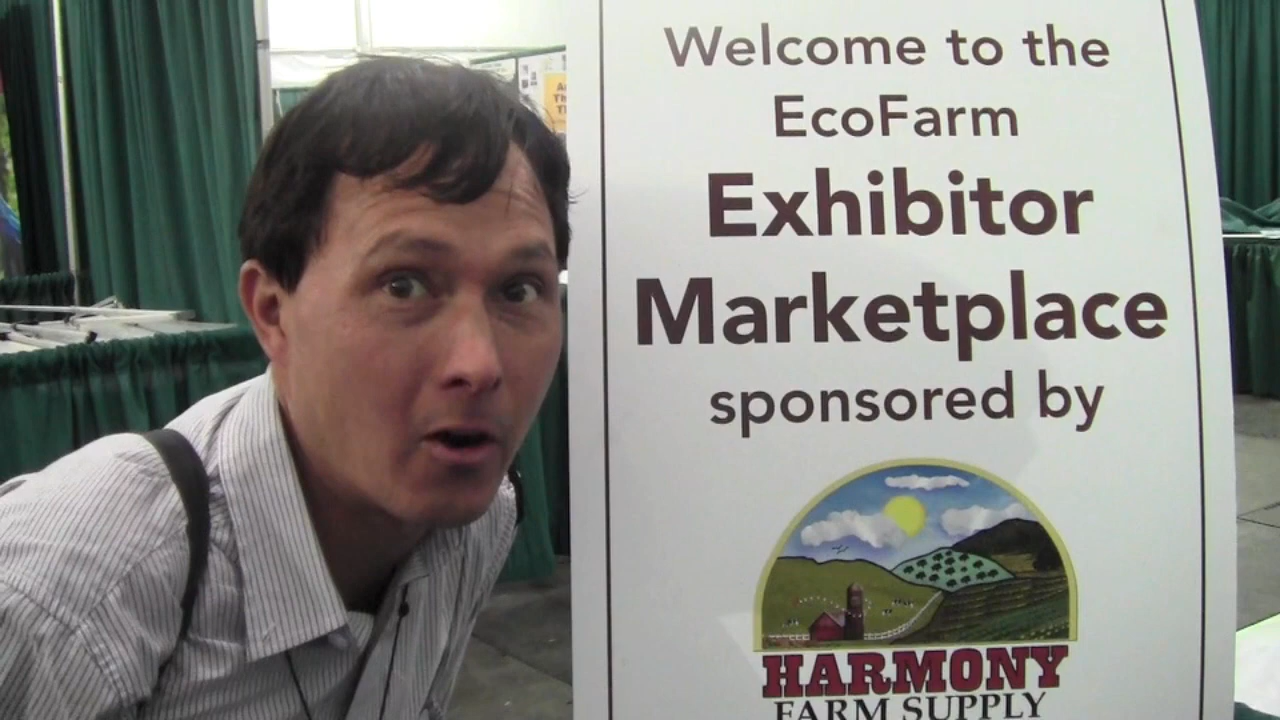 Welcome to the
EcoFarm
Exhibitor
Marketplace
sponsored by
HARMONY
FARM SUPPLY